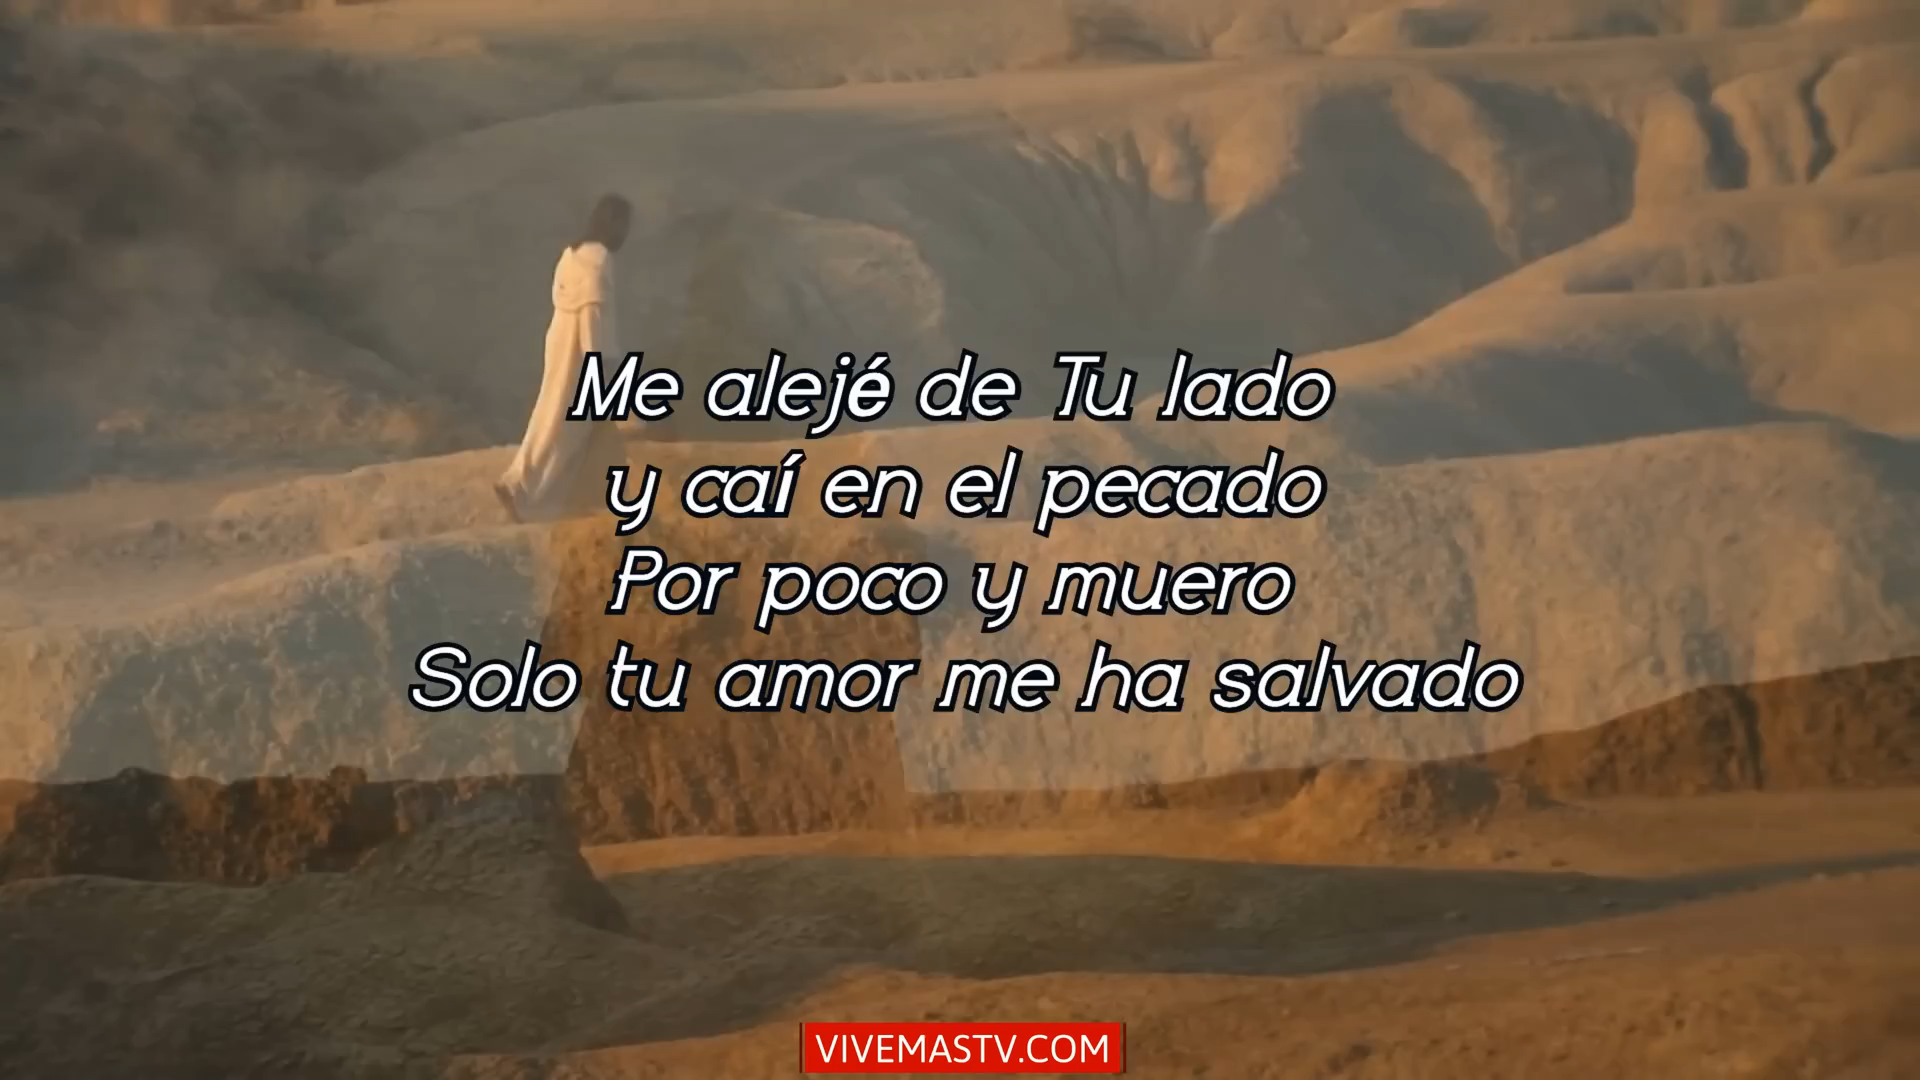 Me alejé de Tu lado
y caí en el pecado
Por poco y muero
Solo tu amor me ha salvado
VIVEMASTV.COM